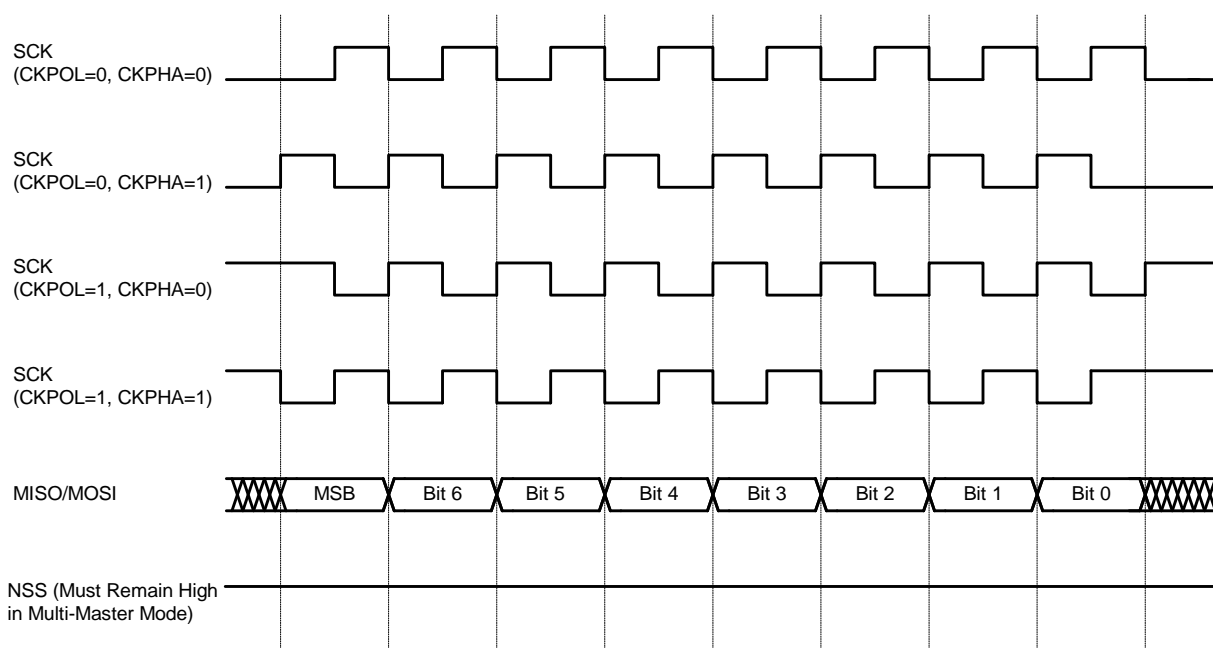 SCK
(CKPOL=0, CKPHA=0)
SCK
(CKPOL=0, CKPHA=1)
SCK
(CKPOL=1, CKPHA=0)
SCK
(CKPOL=1, CKPHA=1)
MISO/MOSI
MSB
Bit 6
Bit 5
Bit 4
Bit 3
Bit 2
Bit 1
Bit 0
NSS (Must Remain High
in Multi-Master Mode)